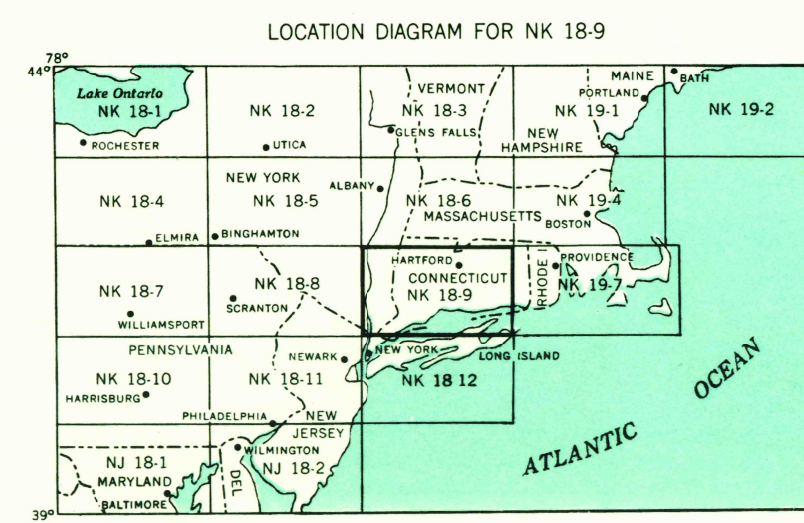 LOCATION DIAGRAM FOR NK 18-9
78°
44°
Lake Ontario
NK 18-1
ROCHESTER
NK 18-2
UTICA
VERMONT
NK 18-3
GLENS FALLS
NEW
HAMPSHIRE
MAINE
PORTLAND
NK 19-1
BATH
NK 19-2
NK 18-4
ELMIRA
NEW YORK
NK 18-5
BINGHAMTON
ALBANY
NK 18-6
MASSACHUSETTS
NK 19-4
BOSTON
NK 18-7
WILLIAMSPORT
NK 18-8
SCRANTON
HARTFORD
CONNECTICUT
NK 18-9
RHODE I
PROVIDENCE
NK 19-7
PENNSYLVANIA
NK 18-10
HARRISBURG
NEWARK
NK 18-11
PHILADELPHIA
NEW
JERSEY
NEW YORK
LONG ISLAND
NK 18 12
NJ 18-1
MARYLAND
BALTIMORE
DEL
WILMINGTON
NJ 18-2
ATLANTIC
OCEAN
39°